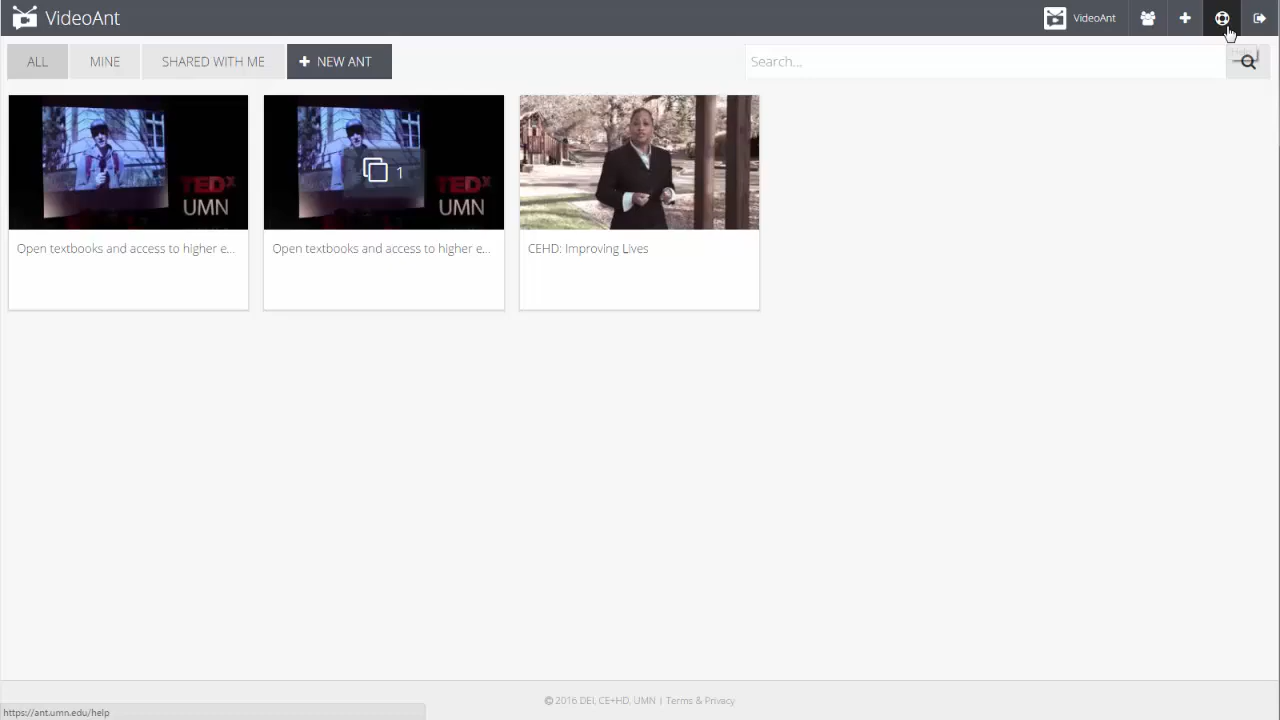 VideoAnt
VideoAnt
ALL
MINE
SHARED WITH ME
+ NEW ANT
Search...
TEDx
UMN
TEDx
UMN
1
Open textbooks and access to higher e...
Open textbooks and access to higher e...
CEHD: Improving Lives
© 2016 DEI, CE+HD, UMN | Terms & Privacy
https://ant.umn.edu/help